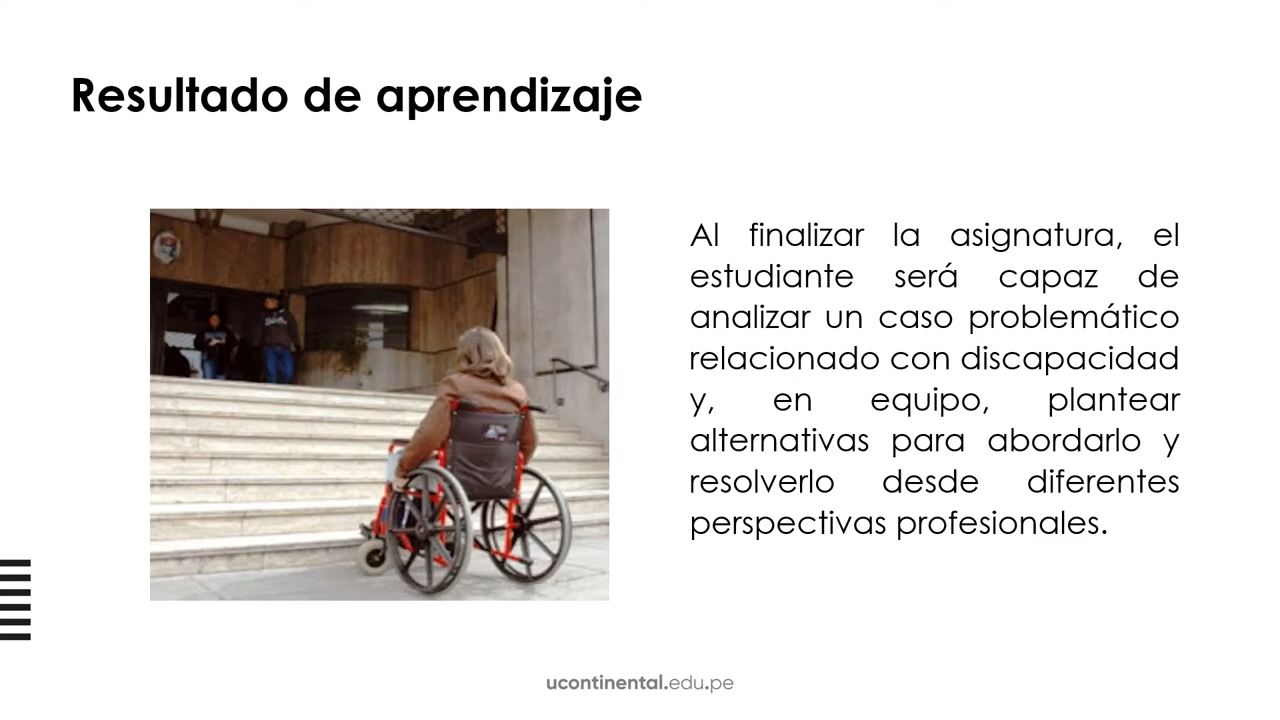 Resultado de aprendizaje
Al finalizar la asignatura, el
estudiante será capaz de
analizar un caso problemático
relacionado con discapacidad
y, en equipo, plantear
alternativas para abordarlo y
resolverlo desde diferentes
perspectivas profesionales.
ucontinental.edu.pe